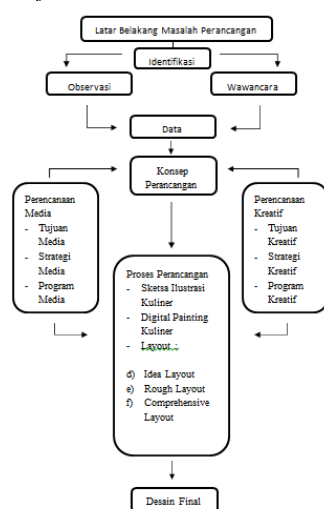 Latar Belakang Masalah Perancangan
Identifikasi
Observasi
Wawancara
Data
Konsep
Perancangan
Perencanaan
Media
- Tujuan
Media
- Strategi
Media
- Program
Media
Perencanaan
Kreatif
- Tujuan
Kreatif
- Strategi
Kreatif
- Program
Kreatif
Proses Perancangan
- Sketsa Ilustrasi
Kuliner
- Digital Painting
Kuliner
- Layout :
d) Idea Layout
e) Rough Layout
f) Comprehensive
Layout
Desain Final